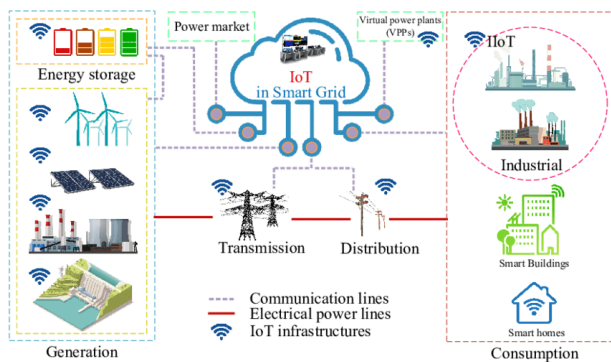 Power market
Virtual power plants
(VPPs)
IIoT
Energy storage
IoT
in Smart Grid
Industrial
Transmission
Distribution
Smart Buildings
Communication lines
Electrical power lines
IoT infrastructures
Smart homes
Generation
Consumption